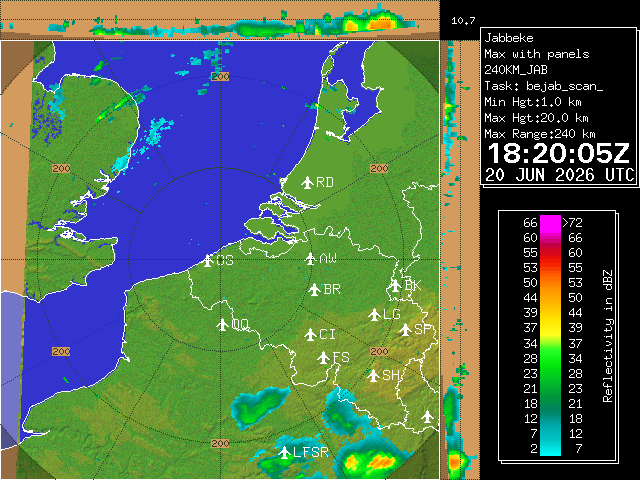 10.7
Jabbeke
Max with panels
240KM_JAB
Task: bejab_scan_
Min Hgt:1.0 km
Max Hgt:20.0 km
Max Range:240 km
18:20:05Z
20 JUN 2026 UTC
200
200
200
RD
OS
AW
BR
BK
OO
LG
CI
SP
200
FS
200
SH
200
LFSR
66 >72
60 66
55 60
53 55
50 53
44 50
39 44
37 39
34 37
28 34
23 28
21 23
18 21
12 18
7 12
2 7
Reflectivity in dBZ